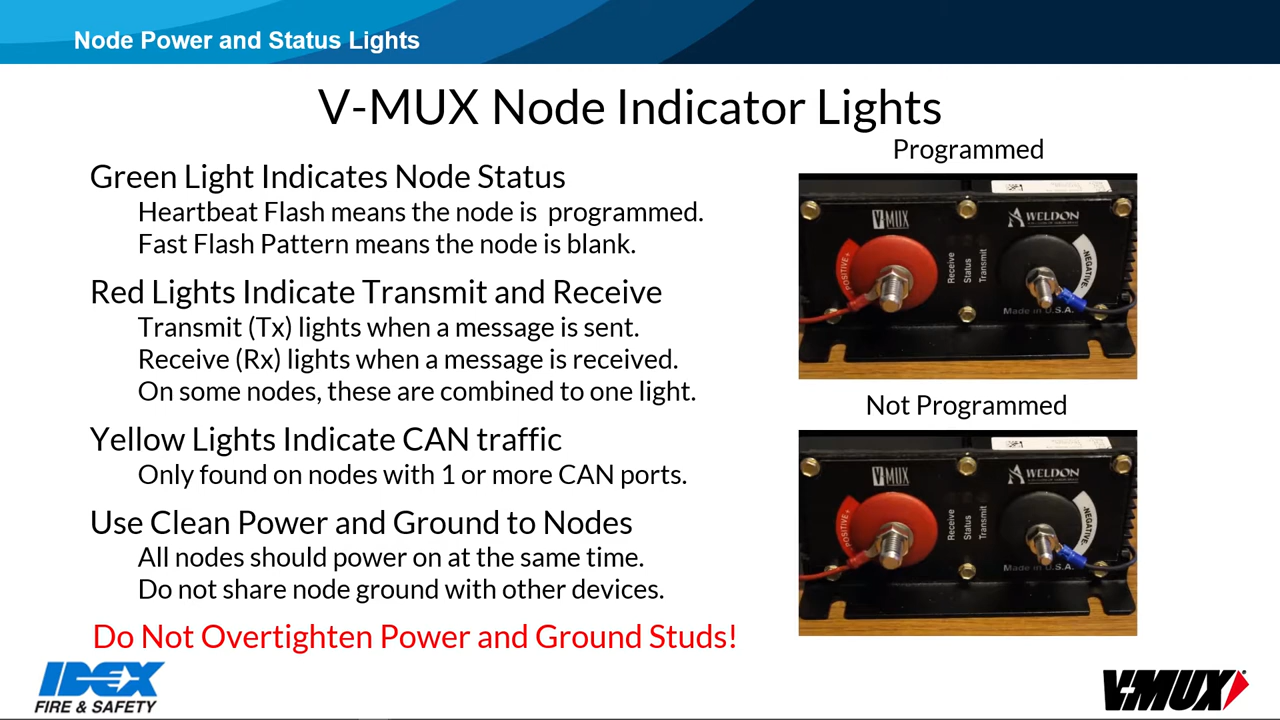 Node Power and Status Lights
V-MUX Node Indicator Lights
Green Light Indicates Node Status
Heartbeat Flash means the node is programmed.
Fast Flash Pattern means the node is blank.
Red Lights Indicate Transmit and Receive
Transmit (Tx) lights when a message is sent.
Receive (Rx) lights when a message is received.
On some nodes, these are combined to one light.
Yellow Lights Indicate CAN traffic
Only found on nodes with 1 or more CAN ports.
Use Clean Power and Ground to Nodes
All nodes should power on at the same time.
Do not share node ground with other devices.
Do Not Overtighten Power and Ground Studs!
Programmed
V-MUX
WELDON
POSITIVE+
Receive
Status
Transmit
NEGATIVE-
Made in U.S.A.
Not Programmed
V-MUX
WELDON
POSITIVE+
Receive
Status
Transmit
NEGATIVE-
Made in U.S.A.
IDEX
FIRE & SAFETY
V-MUX